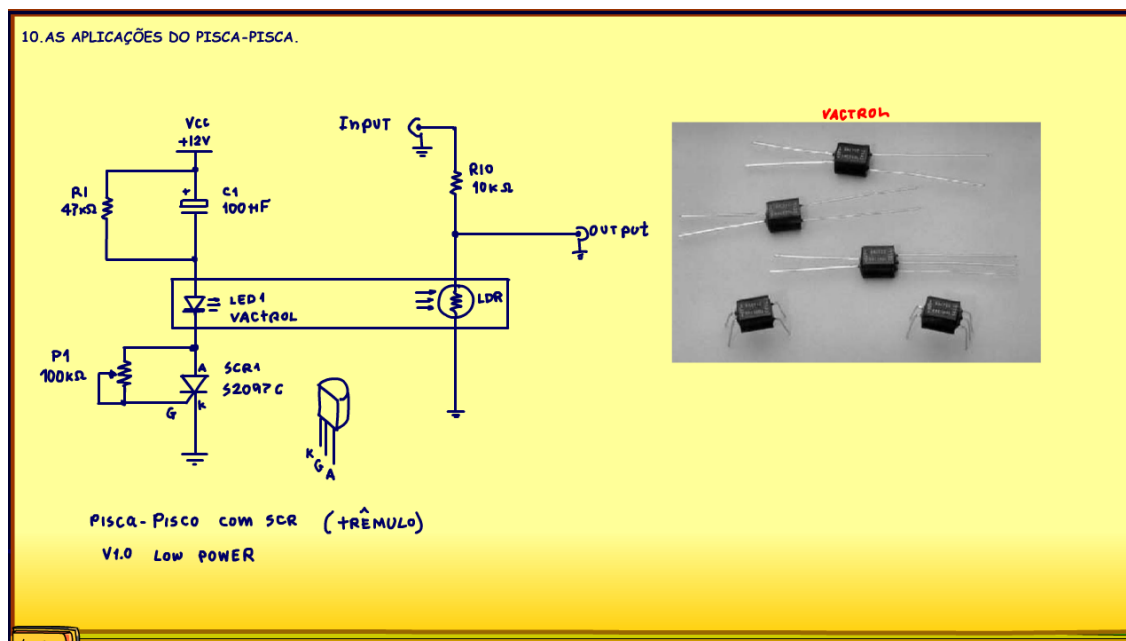 10.AS APLICAÇÕES DO PISCA-PISCA.
VACTROL
Vcc
+12V
R1
47KΩ
+
C1
100µF
INPUT
R10
10KΩ
OUTPUT
LED1
VACTROL
LDR
P1
100KΩ
A
SCR1
S2097C
G
K
K
G
A
PISCA-PISCO COM SCR (TRÊMULO)
V1.0 LOW POWER